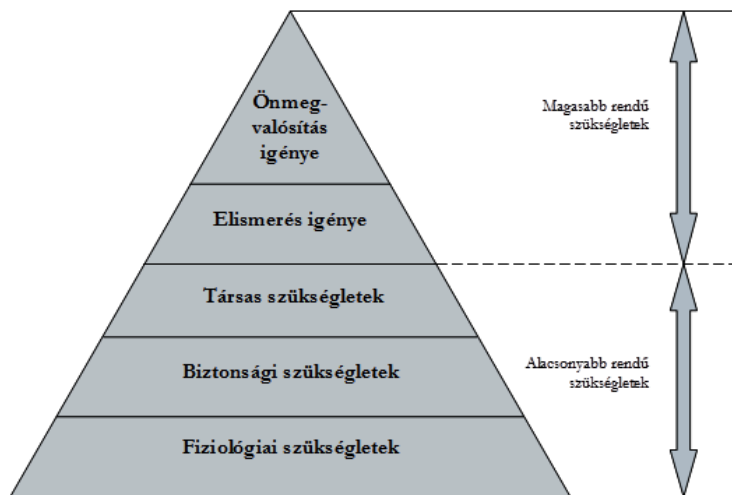 Önmeg-
valósítás
igénye
Magasabb rendű
szükségletek
Elismerés igénye
Társas szükségletek
Biztonsági szükségletek
Alacsonyabb rendű
szükségletek
Fiziológiai szükségletek